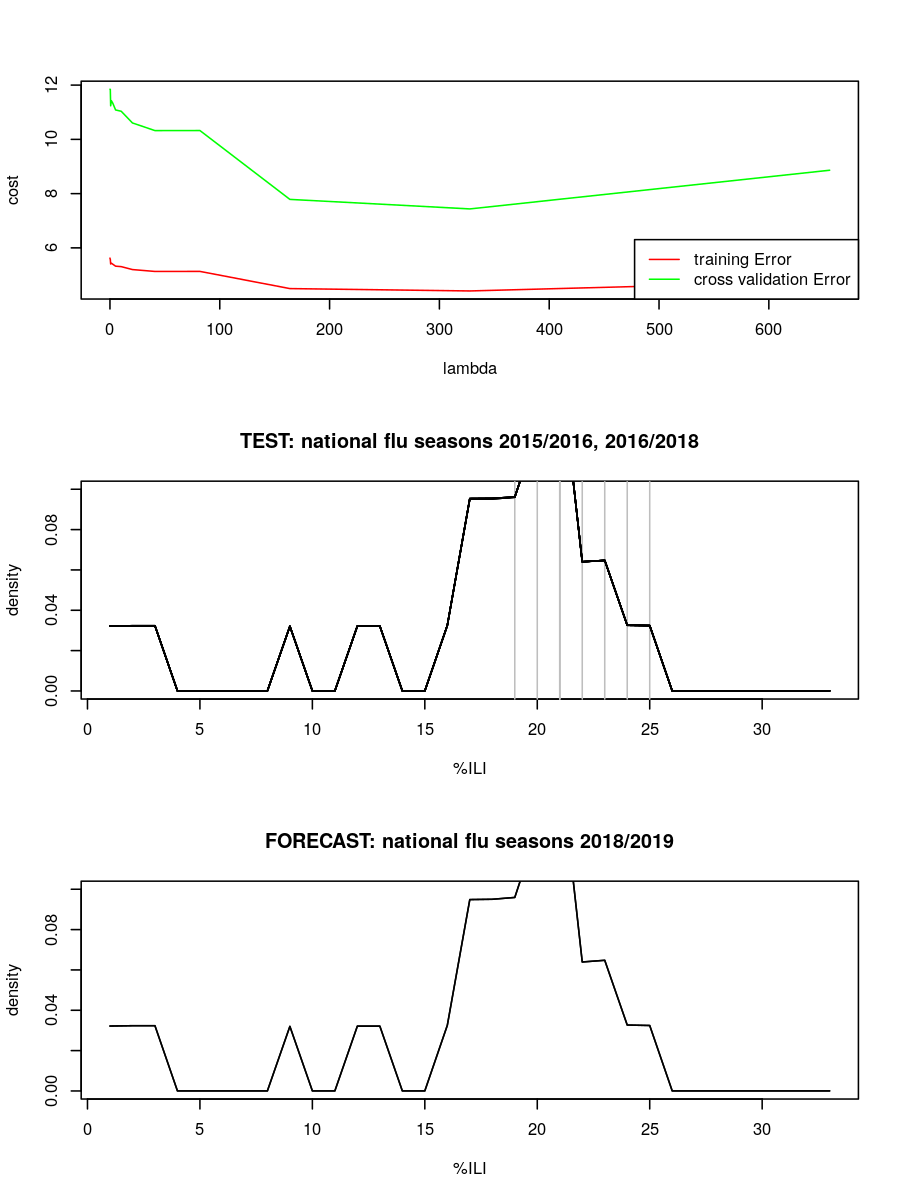 12
10
8
6
cost
training Error
cross validation Error
0 100 200 300 400 500 600
lambda
TEST: national flu seasons 2015/2016, 2016/2018
0.08
0.04
0.00
density
0 5 10 15 20 25 30
%ILI
FORECAST: national flu seasons 2018/2019
0.08
0.04
0.00
density
0 5 10 15 20 25 30
%ILI